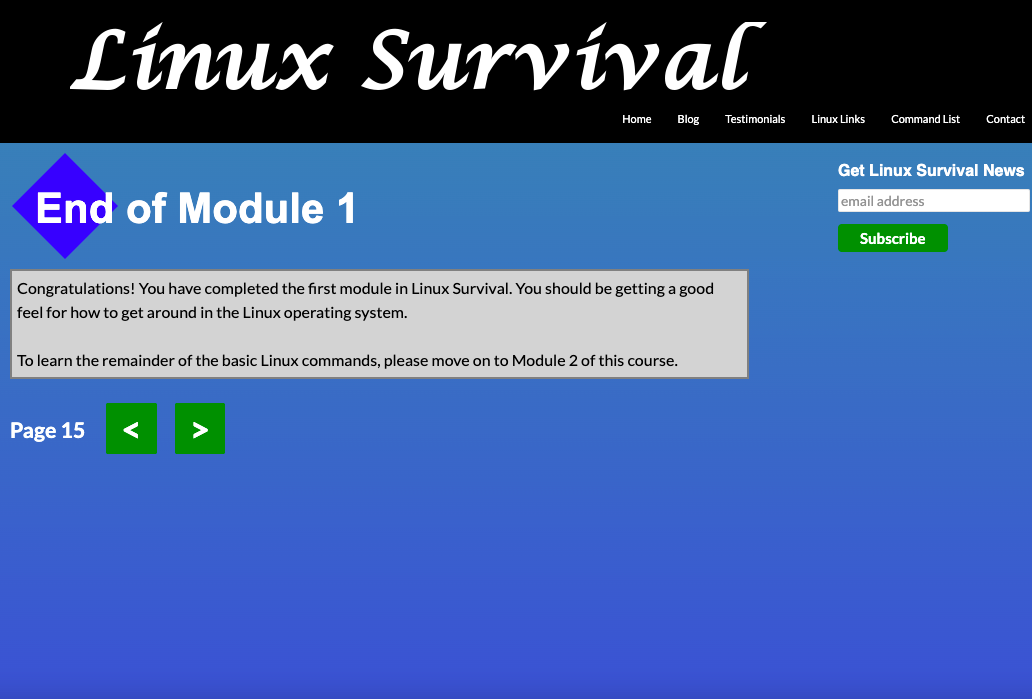 Linux Survival
Home Blog Testimonials Linux Links Command List Contact
End of Module 1
Get Linux Survival News
email address
Subscribe
Congratulations! You have completed the first module in Linux Survival. You should be getting a good
feel for how to get around in the Linux operating system.
To learn the remainder of the basic Linux commands, please move on to Module 2 of this course.
Page 15 < >